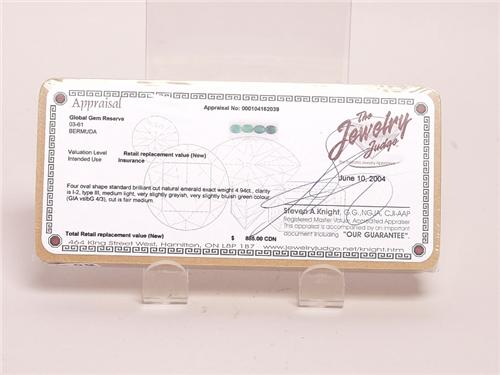 Appraisal
Appraisal No: 000104162039
Global Gem Reserve
03-61
BERMUDA
The Jewelry Judge
Valuation Level Retail replacement value (New)
Intended Use Insurance
June 10, 2004
Four oval shape standard brilliant cut natural emerald exact weight 4.94ct., clarity
is I-2, type III, medium light, very slightly grayish, very slightly bluish green colour
(GIA vslbG 4/3), cut is fair medium
Steven A Knight, G.G., NGJA, CJI-AAP
Registered Master Valuer, Accredited Appraiser
This appraisal is accompanied by an important
document including "OUR GUARANTEE".
Total Retail replacement value (New) $ 885.00 CDN
464 King Street West, Hamilton, ON L8P 1B7 www.jewelryjudge.net/knight.htm